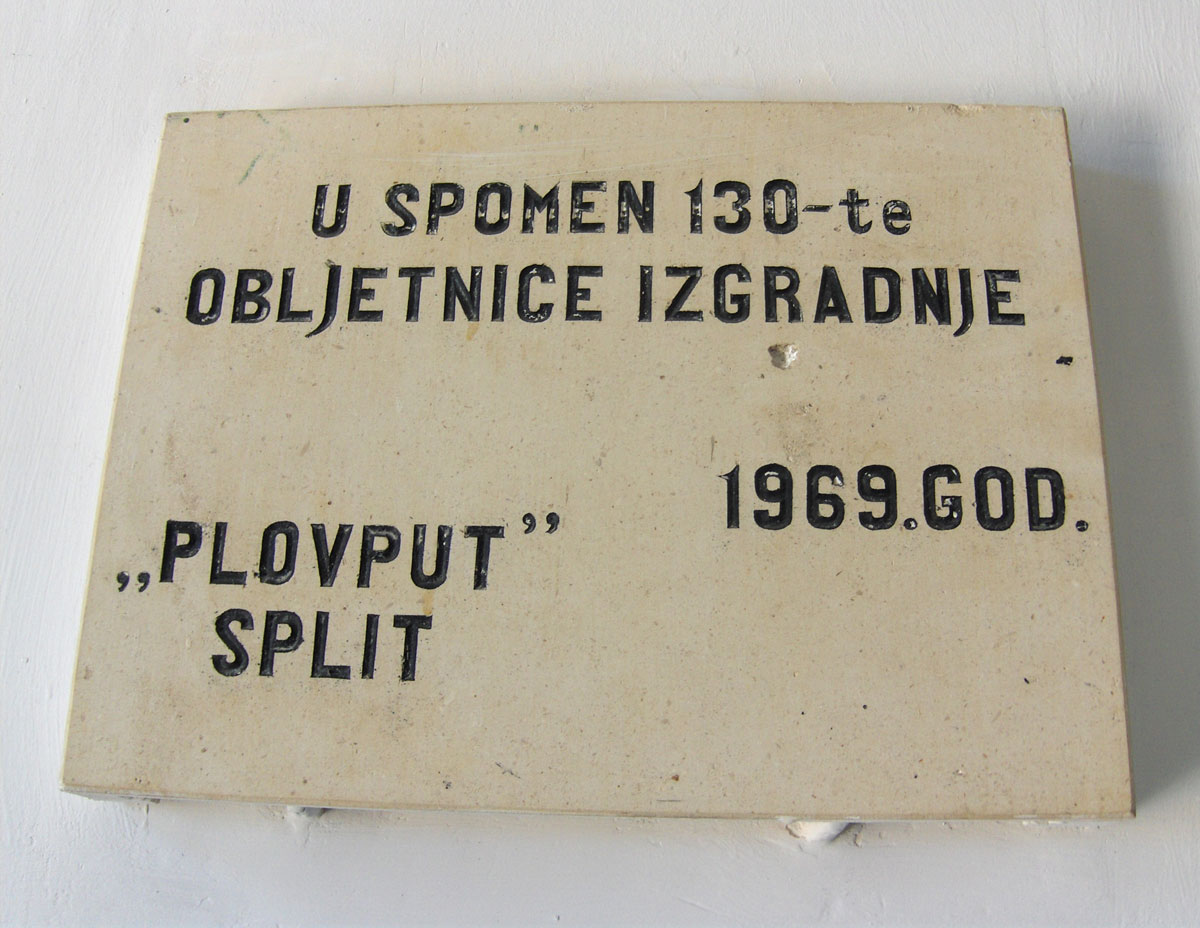 U SPOMEN 130-te
OBLJETNICE IZGRADNJE
1969.GOD.
„PLOVPUT”
SPLIT